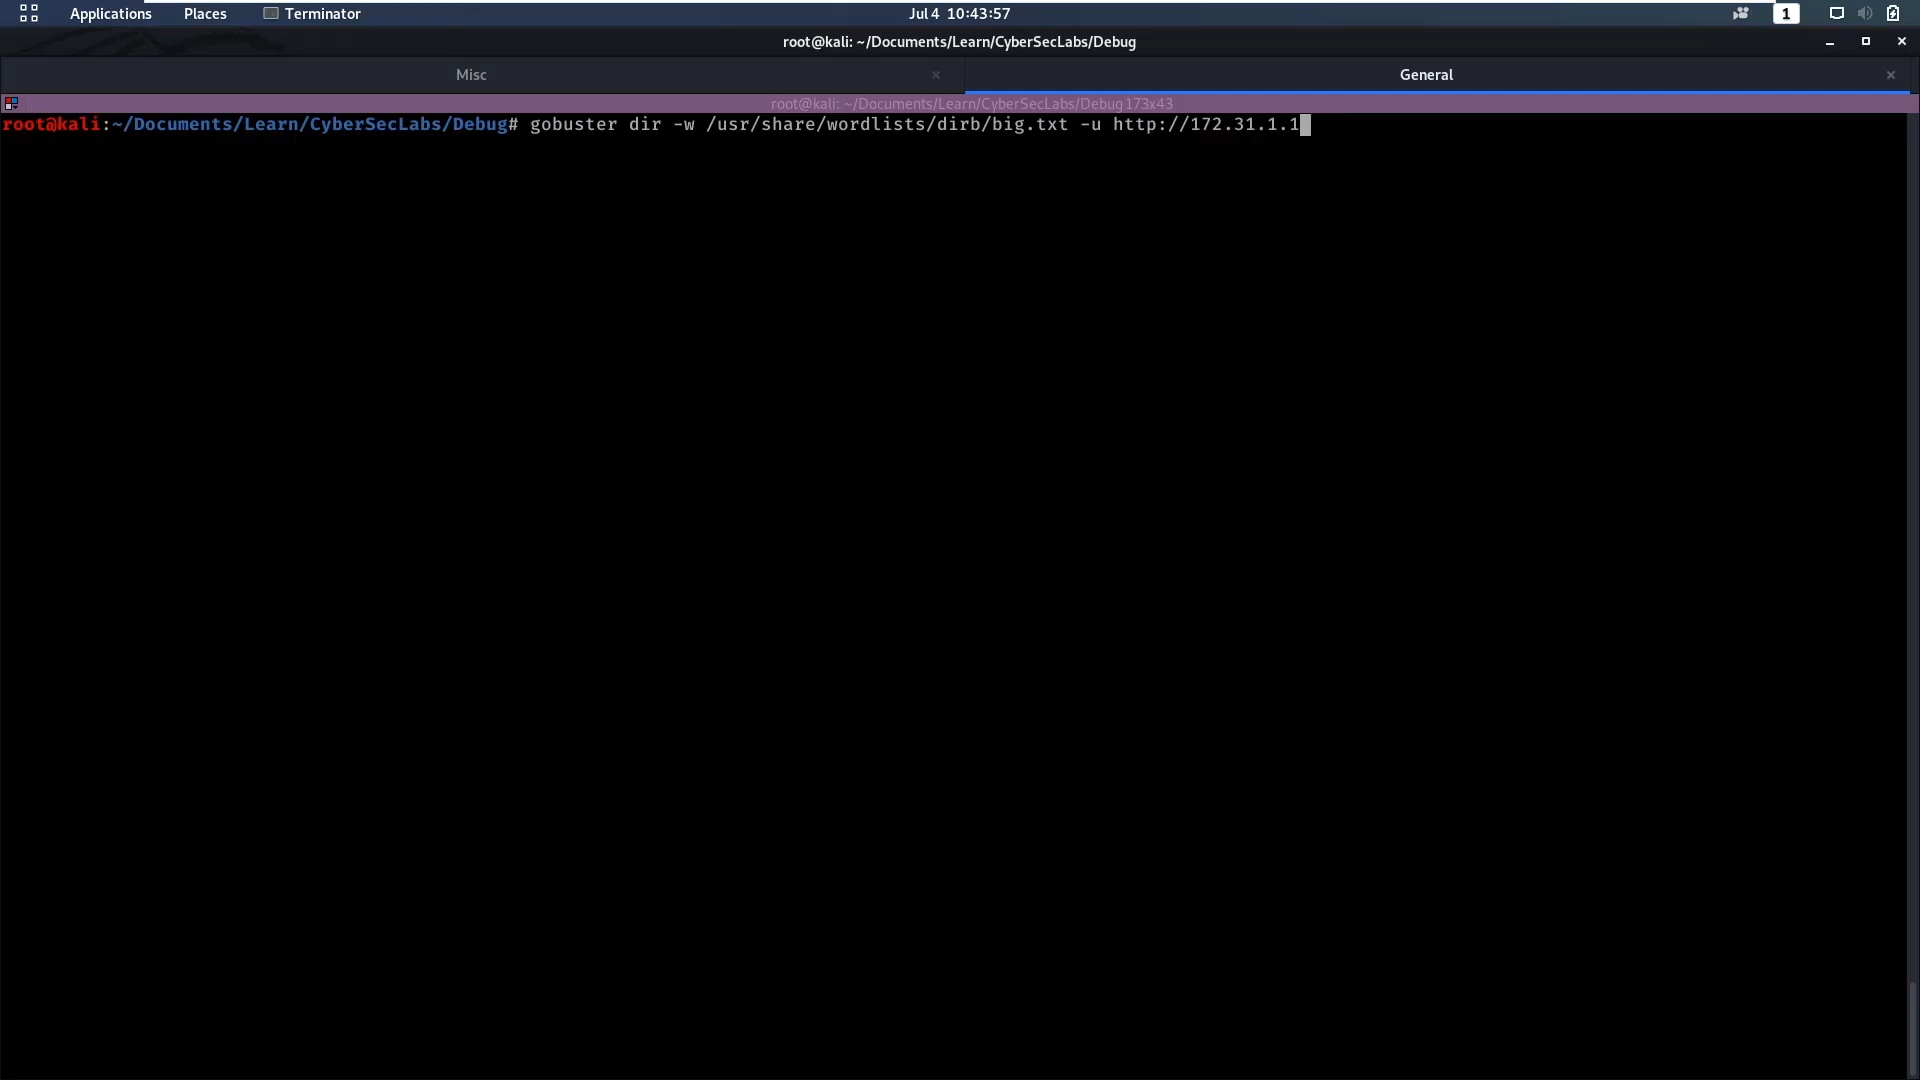 Applications Places Terminator Jul 4 10:43:57 1
root@kali: ~/Documents/Learn/CyberSecLabs/Debug
Misc × General ×
root@kali: ~/Documents/Learn/CyberSecLabs/Debug 173x43
root@kali:~/Documents/Learn/CyberSecLabs/Debug# gobuster dir -w /usr/share/wordlists/dirb/big.txt -u http://172.31.1.1